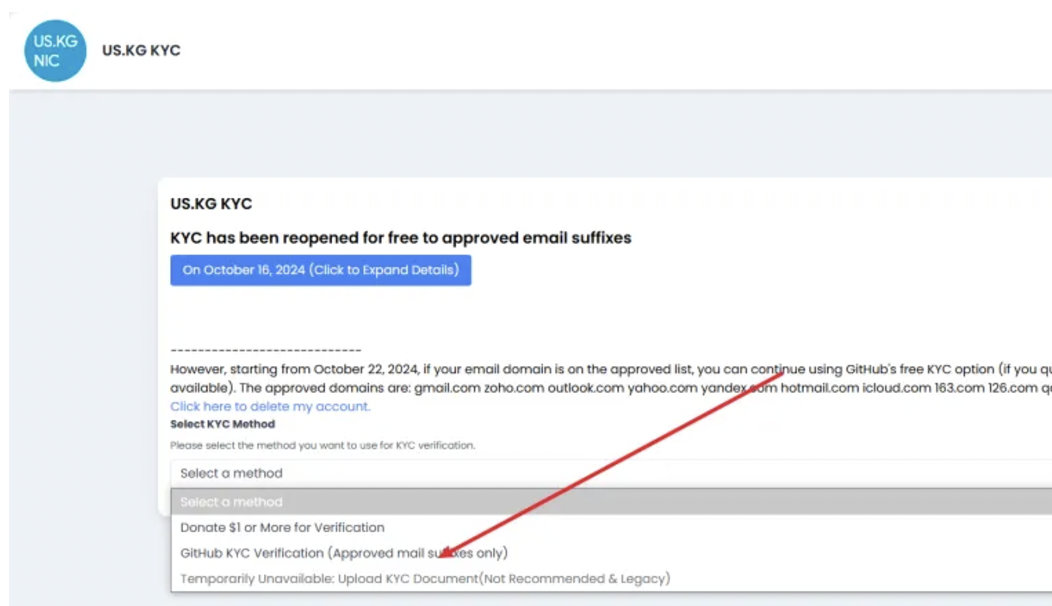 US.KG
NIC
US.KG KYC
US.KG KYC
KYC has been reopened for free to approved email suffixes
On October 16, 2024 (Click to Expand Details)
----------------------------
However, starting from October 22, 2024, if your email domain is on the approved list, you can continue using GitHub's free KYC option (if you
available). The approved domains are: gmail.com zoho.com outlook.com yahoo.com yandex.com hotmail.com icloud.com 163.com 126.com
Click here to delete my account.
Select KYC Method
Please select the method you want to use for KYC verification.
Select a method
Select a method
Donate $1 or More for Verification
GitHub KYC Verification (Approved mail suffixes only)
Temporarily Unavailable: Upload KYC Document(Not Recommended & Legacy)